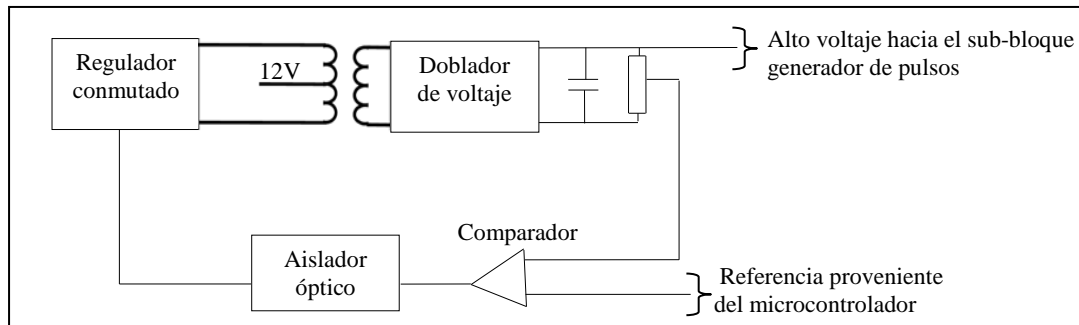 Regulador
conmutado
12V
Doblador
de voltaje
Alto voltaje hacia el sub-bloque
generador de pulsos
Comparador
Aislador
óptico
Referencia proveniente
del microcontrolador